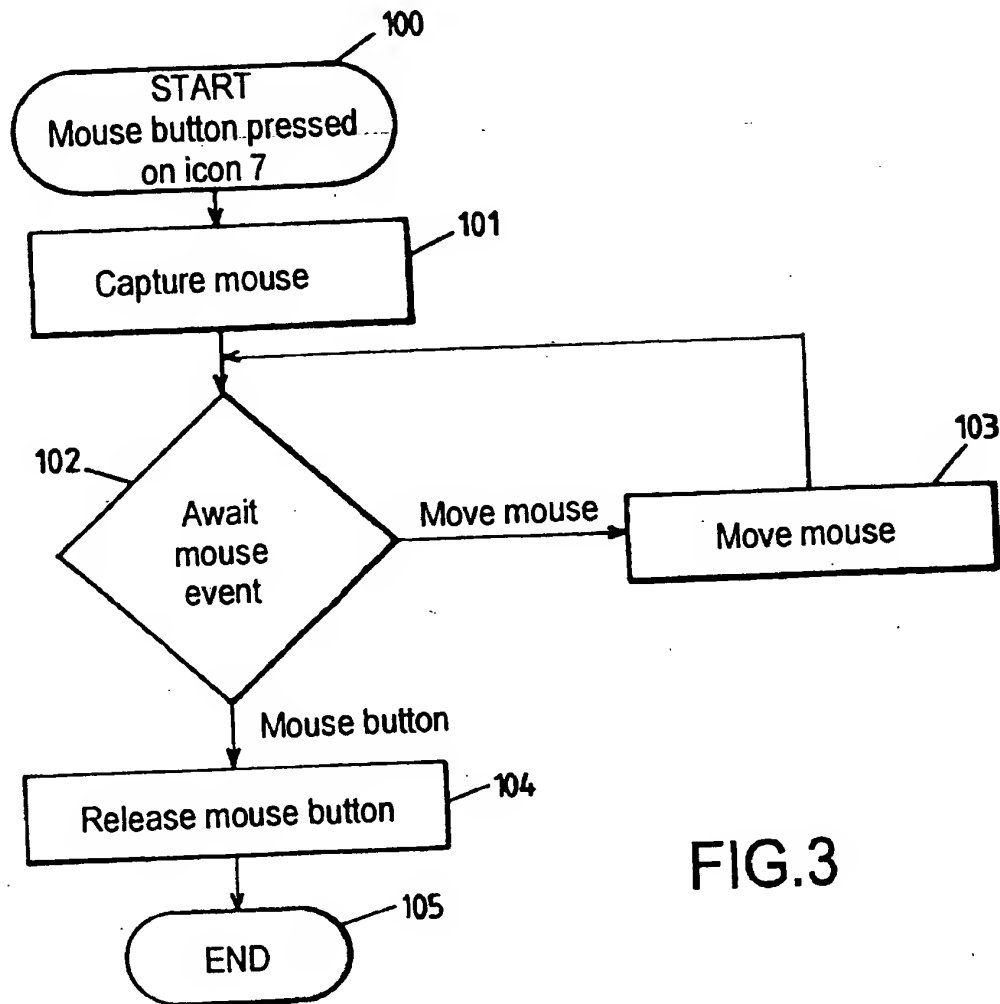 100
START
Mouse button pressed
on icon 7
101
Capture mouse
102
Await
mouse
event
Move mouse
103
Move mouse
Mouse button
104
Release mouse button
105
END
FIG.3